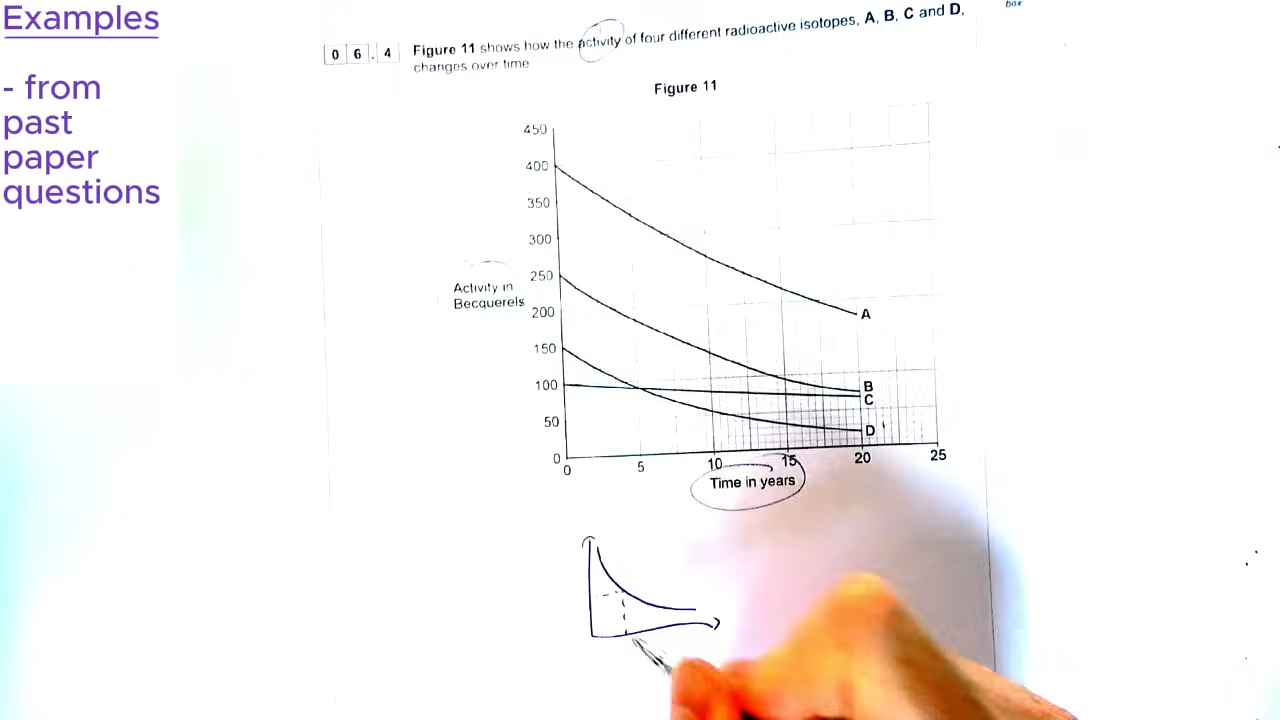 Examples
- from
past
paper
questions
box
0 6 . 4 Figure 11 shows how the activity of four different radioactive isotopes, A, B, C and D,
changes over time
Figure 11
450
400
350
300
250
200
150
100
50
0
Activity in
Becquerels
A
B
C
D
0 5 10 15 20 25
Time in years